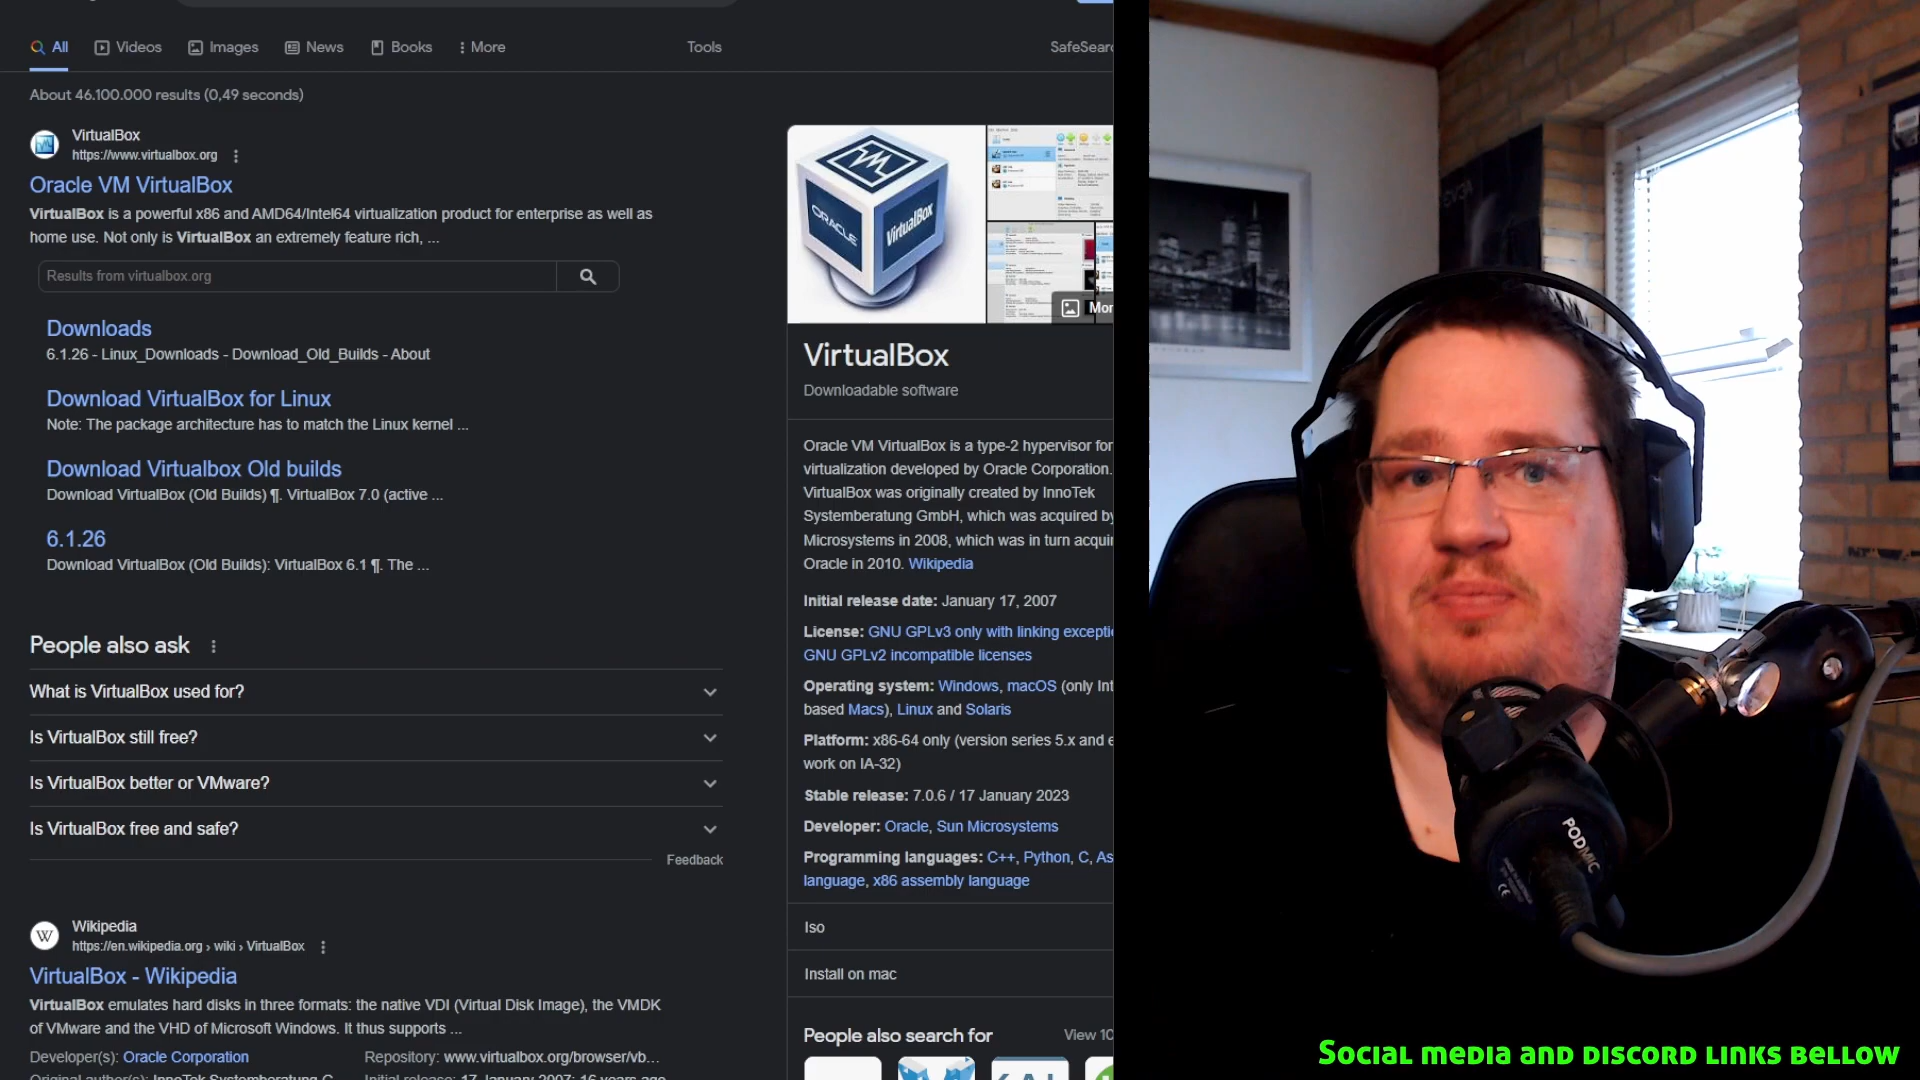 All
Videos
Images
News
Books
More
Tools
About 46.100.000 results (0,49 seconds)
VirtualBox
https://www.virtualbox.org
Oracle VM VirtualBox
VirtualBox is a powerful x86 and AMD64/Intel64 virtualization product for enterprise as well as
home use. Not only is VirtualBox an extremely feature rich, ...
Results from virtualbox.org
Downloads
6.1.26 - Linux_Downloads - Download_Old_Builds - About
Download VirtualBox for Linux
Note: The package architecture has to match the Linux kernel ...
Download Virtualbox Old builds
Download VirtualBox (Old Builds) ¶. VirtualBox 7.0 (active ...
6.1.26
Download VirtualBox (Old Builds): VirtualBox 6.1 ¶. The ...
People also ask
What is VirtualBox used for?
Is VirtualBox still free?
Is VirtualBox better or VMware?
Is VirtualBox free and safe?
Feedback
Wikipedia
https://en.wikipedia.org › wiki › VirtualBox
VirtualBox - Wikipedia
VirtualBox emulates hard disks in three formats: the native VDI (Virtual Disk Image), the VMDK
of VMware and the VHD of Microsoft Windows. It thus supports ...
Developer(s): Oracle Corporation
Repository: www.virtualbox.org/browser/vb...
ORACLE
VirtualBox
VirtualBox
Downloadable software
Oracle VM VirtualBox is a type-2 hypervisor for
virtualization developed by Oracle Corporation.
VirtualBox was originally created by InnoTek
Systemberatung GmbH, which was acquired by
Microsystems in 2008, which was in turn acqui
Oracle in 2010. Wikipedia
Initial release date: January 17, 2007
License: GNU GPLv3 only with linking excepti
GNU GPLv2 incompatible licenses
Operating system: Windows, macOS (only Int
based Macs), Linux and Solaris
Platform: x86-64 only (version series 5.x and e
work on IA-32)
Stable release: 7.0.6 / 17 January 2023
Developer: Oracle, Sun Microsystems
Programming languages: C++, Python, C, As
language, x86 assembly language
Iso
Install on mac
People also search for
View 10
PODMIC
Social media and discord links bellow